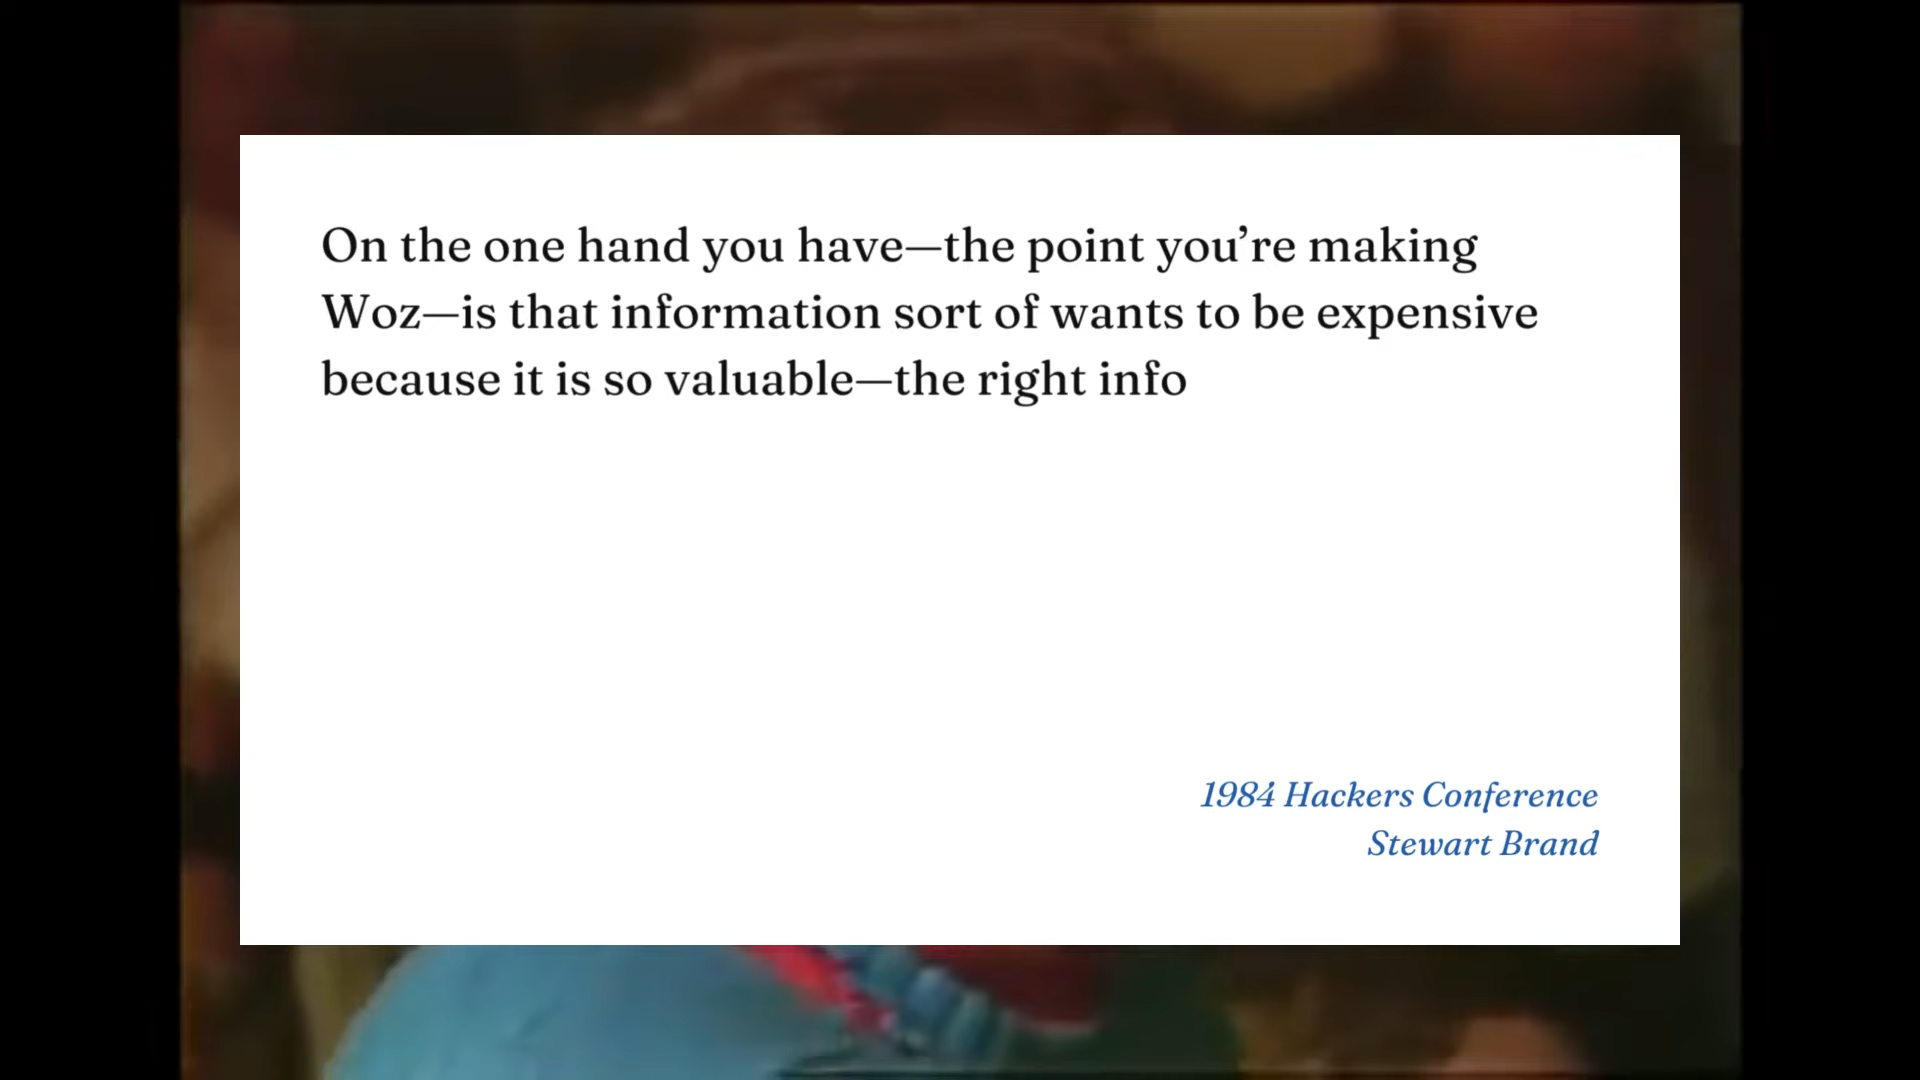 On the one hand you have—the point you’re making
Woz—is that information sort of wants to be expensive
because it is so valuable—the right info
1984 Hackers Conference
Stewart Brand